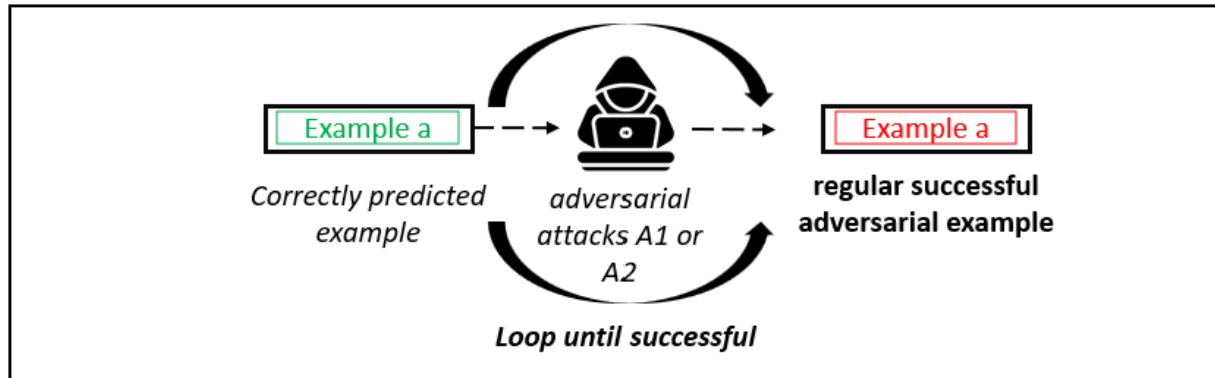 Example a
Correctly predicted
example
adversarial
attacks A1 or
A2
Example a
regular successful
adversarial example
Loop until successful